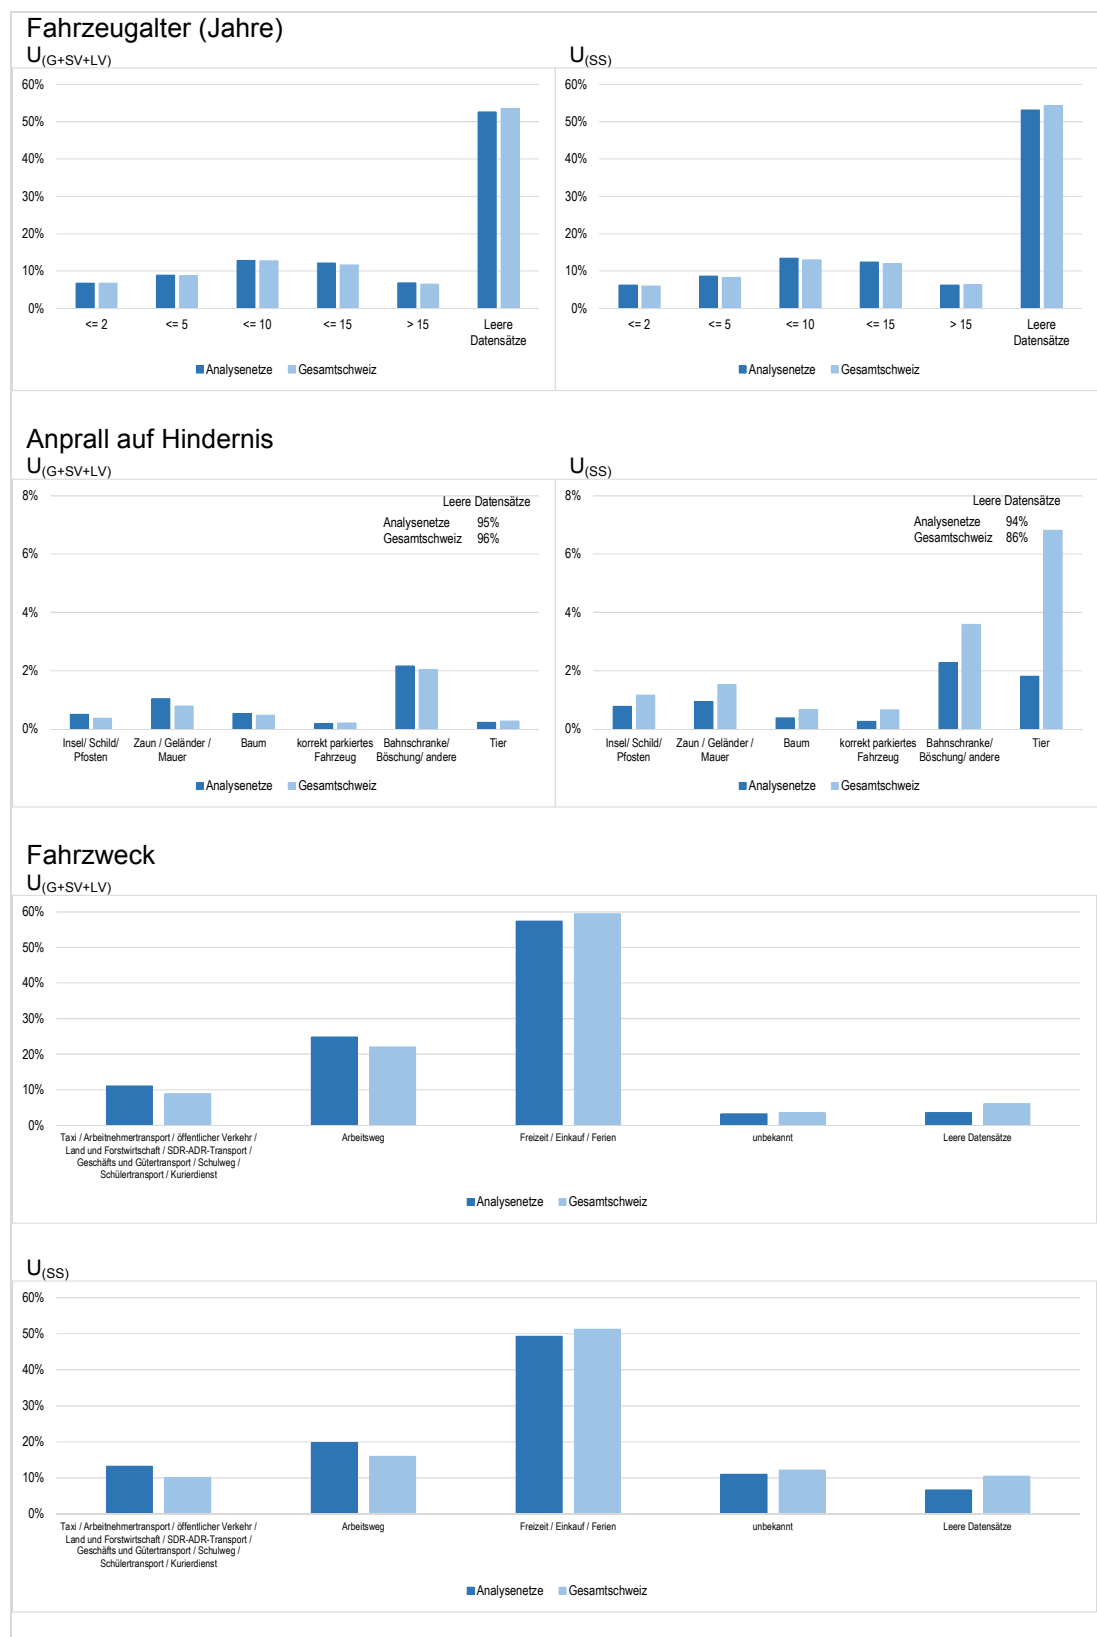 Fahrzeugalter (Jahre)
U(G+SV+LV)
60%
50%
40%
30%
20%
10%
0%
<= 2 <= 5 <= 10 <= 15 > 15 Leere
Datensätze
Analysenetze Gesamtschweiz
U(SS)
60%
50%
40%
30%
20%
10%
0%
<= 2 <= 5 <= 10 <= 15 > 15 Leere
Datensätze
Analysenetze Gesamtschweiz
Anprall auf Hindernis
U(G+SV+LV)
8%
6%
4%
2%
0%
Leere Datensätze
Analysenetze 95%
Gesamtschweiz 96%
Insel/ Schild/ Zaun / Geländer / Baum korrekt parkiertes Bahnschranke/ Tier
Pfosten Mauer Fahrzeug Böschung/ andere
Analysenetze Gesamtschweiz
U(SS)
8%
6%
4%
2%
0%
Leere Datensätze
Analysenetze 94%
Gesamtschweiz 86%
Insel/ Schild/ Zaun / Geländer / Baum korrekt parkiertes Bahnschranke/ Tier
Pfosten Mauer Fahrzeug Böschung/ andere
Analysenetze Gesamtschweiz
Fahrzweck
U(G+SV+LV)
60%
50%
40%
30%
20%
10%
0%
Taxi / Arbeitnehmertransport / öffentlicher Verkehr / Arbeitsweg Freizeit / Einkauf / Ferien unbekannt Leere Datensätze
Land und Forstwirtschaft / SDR-ADR-Transport /
Geschäfts und Gütertransport / Schulweg /
Schülertransport / Kurierdienst
Analysenetze Gesamtschweiz
U(SS)
60%
50%
40%
30%
20%
10%
0%
Taxi / Arbeitnehmertransport / öffentlicher Verkehr / Arbeitsweg Freizeit / Einkauf / Ferien unbekannt Leere Datensätze
Land und Forstwirtschaft / SDR-ADR-Transport /
Geschäfts und Gütertransport / Schulweg /
Schülertransport / Kurierdienst
Analysenetze Gesamtschweiz